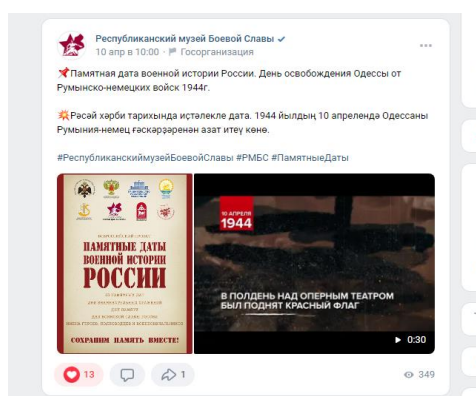 Республиканский музей Боевой Славы
10 апр в 10:00 · Госорганизация
Памятная дата военной истории России. День освобождения Одессы от
Румынско-немецких войск 1944г.
Рәсәй хәрби тарихында иҫтәлекле дата. 1944 йылдың 10 апрелендә Одессаны
Румыния-немец ғәскәрҙәренән азат итеү көнө.
#РеспубликанскиймузейБоевойСлавы #РМБС #ПамятныеДаты
ПАМЯТНЫЕ ДАТЫ
ВОЕННОЙ ИСТОРИИ
РОССИИ
СОХРАНИМ ПАМЯТЬ ВМЕСТЕ!
10 АПРЕЛЯ
1944
В ПОЛДЕНЬ НАД ОПЕРНЫМ ТЕАТРОМ
БЫЛ ПОДНЯТ КРАСНЫЙ ФЛАГ
0:30
13
1
349